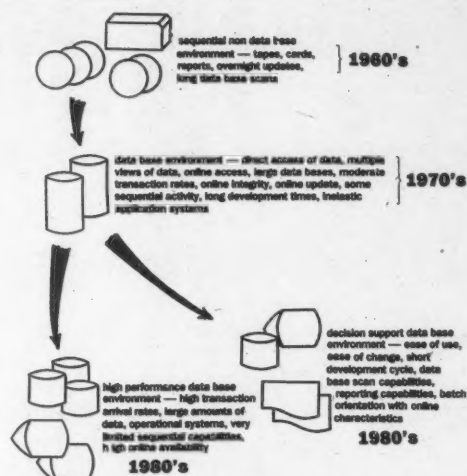 sequential non data base
environment — tapes, cards,
reports, overnight updates,
long data base scans
1960's
data base environment — direct access of data, multiple
views of data, online access, large data bases, moderate
transaction rates, online integrity, online update, some
sequential activity, long development times, inelastic
application systems
1970's
high performance data base
environment — high transaction
arrival rates, large amounts of
data, operational systems, very
limited sequential capabilities,
high online availability
1980's
decision support data base
environment — ease of use,
ease of change, short
development cycle, data
base scan capabilities,
reporting capabilities, batch
orientation with online
characteristics
1980's